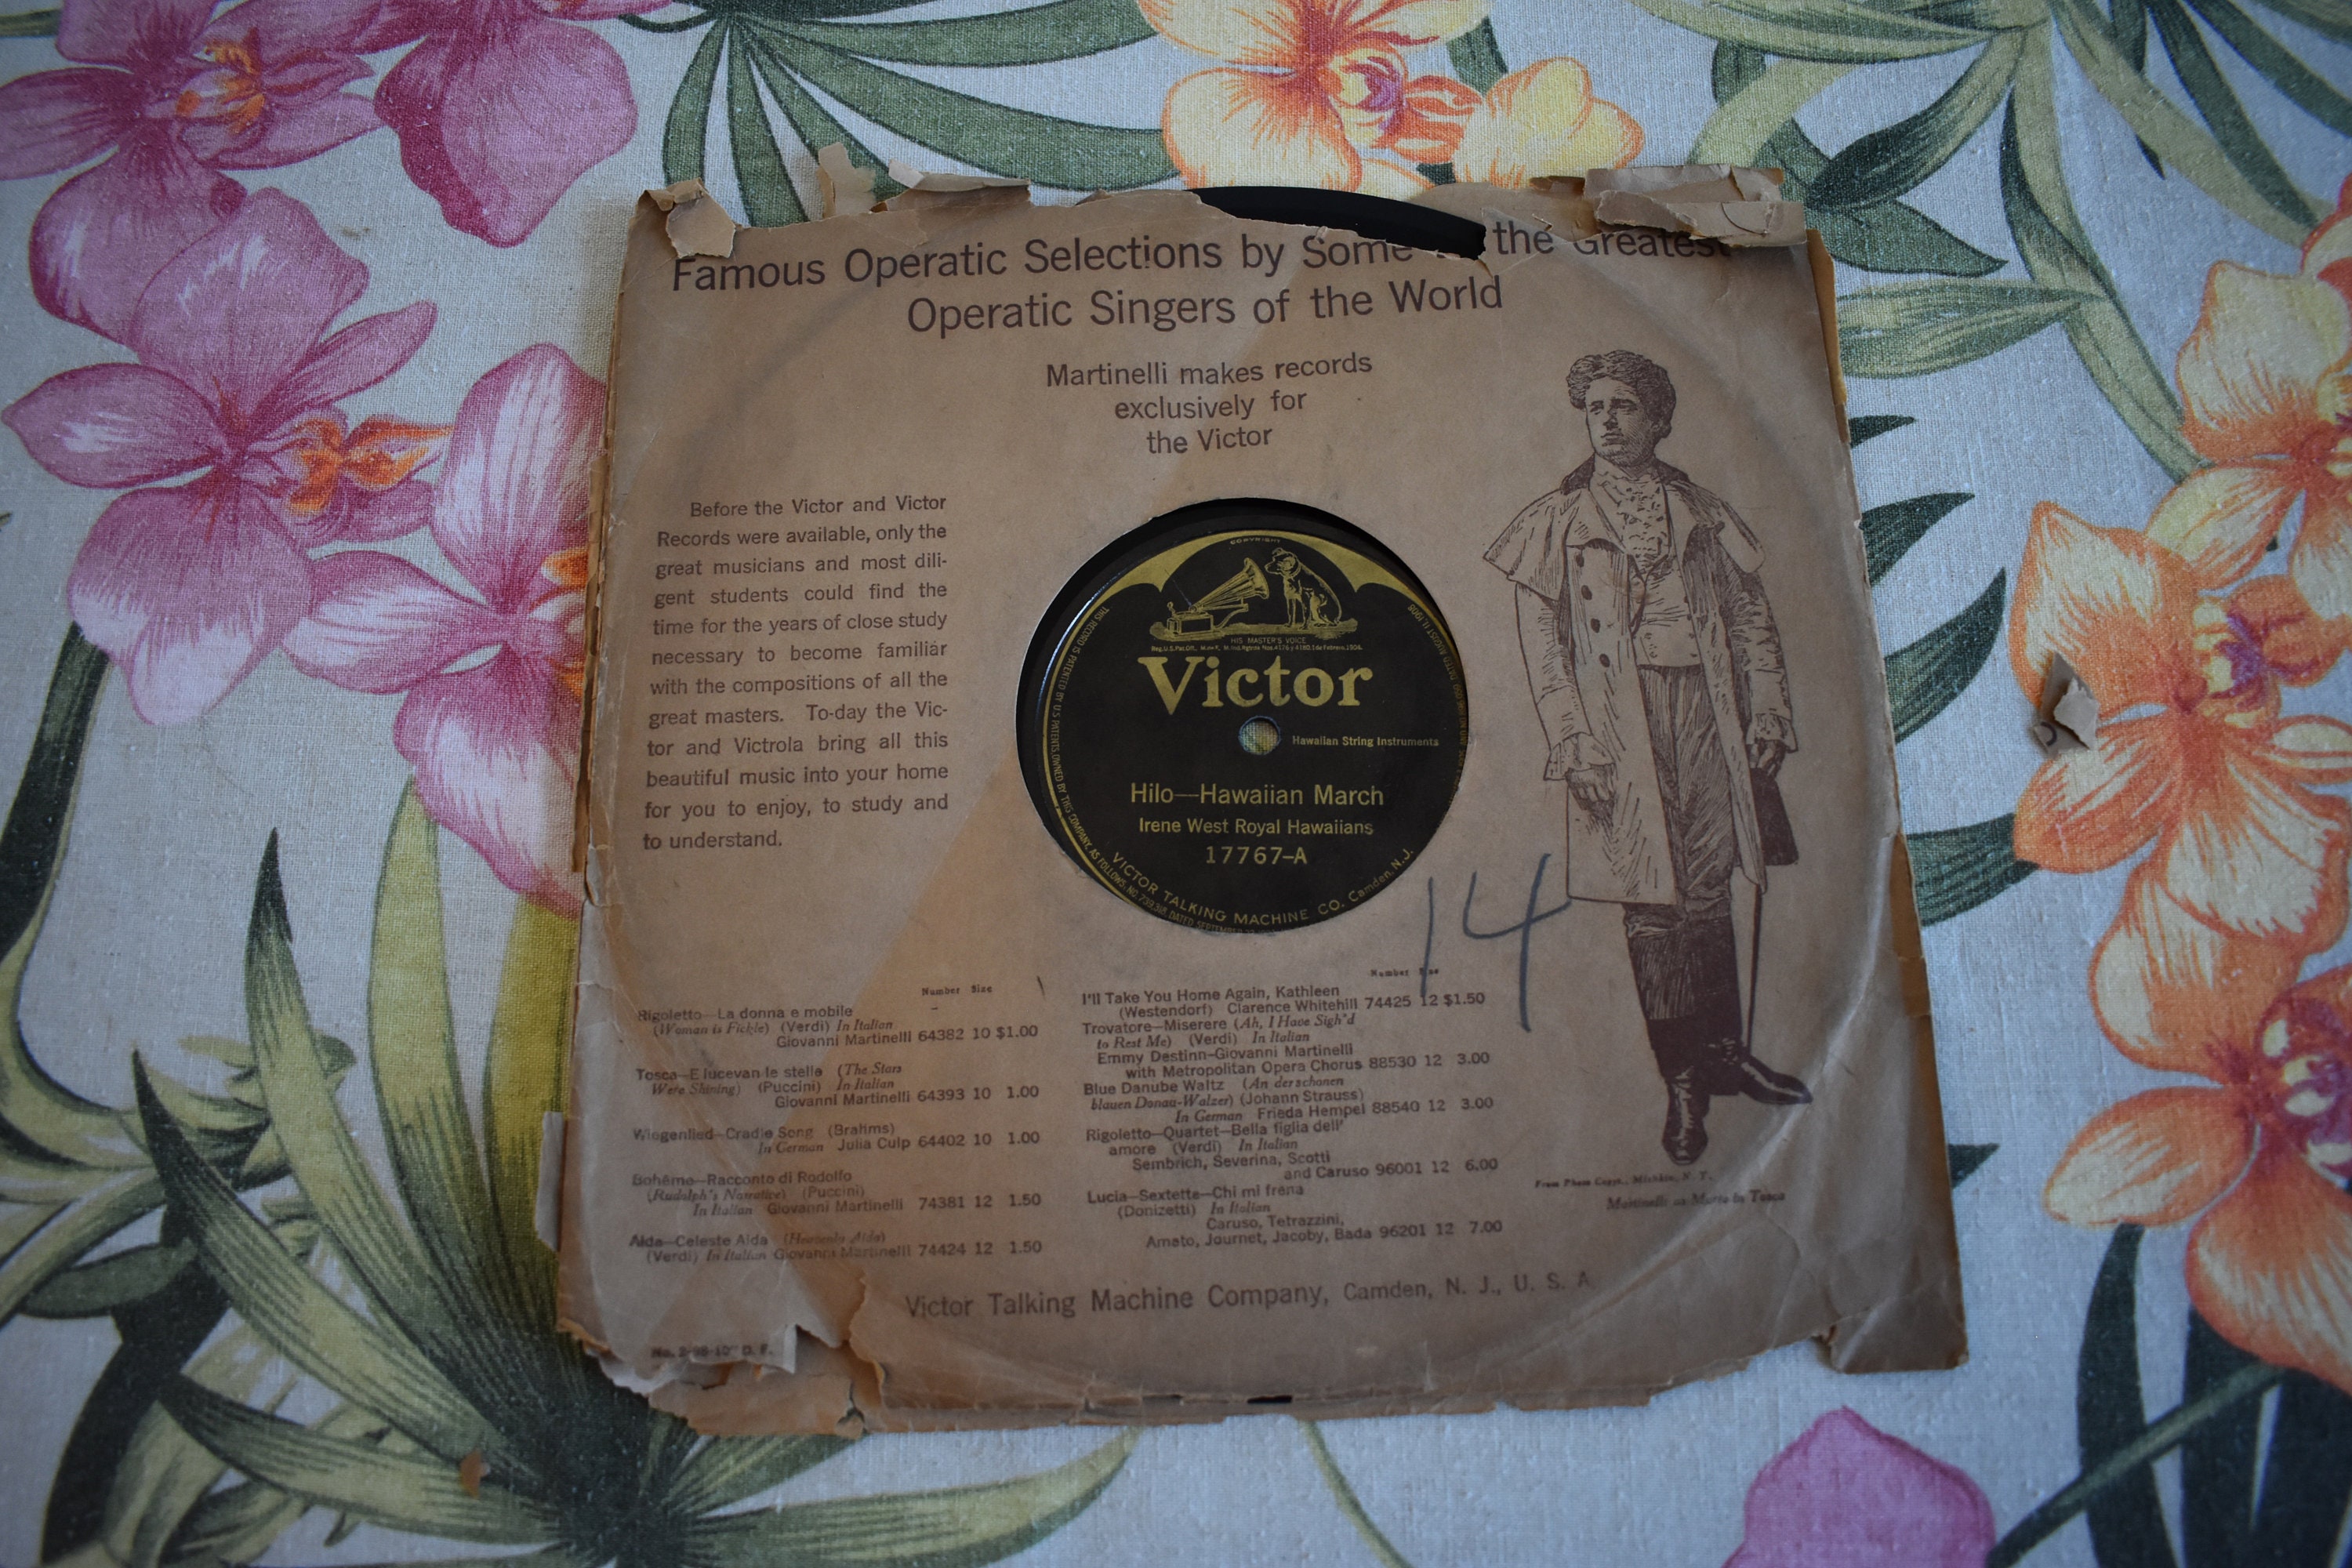 Famous Operatic Selections by Some the Greatest
Operatic Singers of the World
Martinelli makes records
exclusively for
the Victor
Before the Victor and Victor
Records were available, only the
great musicians and most dili-
gent students could find the
time for the years of close study
necessary to become familiar
with the compositions of all the
great masters. To-day the Vic-
tor and Victrola bring all this
beautiful music into your home
for you to enjoy, to study and
to understand.
COPYRIGHT
HIS MASTER'S VOICE
Victor
Hawaiian String Instruments
Hilo—Hawaiian March
Irene West Royal Hawaiians
17767-A
VICTOR TALKING MACHINE CO. Camden, N.J.
14
Number Size
Rigoletto—La donna e mobile
(Woman is Fickle) (Verdi) In Italian
Giovanni Martinelli 64382 10 $1.00
Tosca—E lucevan le stelle (The Stars
Were Shining) (Puccini) In Italian
Giovanni Martinelli 64393 10 1.00
Wiegenlied—Cradle Song (Brahms)
In German Julia Culp 64402 10 1.00
Bohême—Racconto di Rodolfo
(Rudolph's Narrative) (Puccini)
In Italian Giovanni Martinelli 74381 12 1.50
Aida—Celeste Aida (Heavenly Aida)
(Verdi) In Italian Giovanni Martinelli 74424 12 1.50
Number Size
I'll Take You Home Again, Kathleen
(Westendorf) Clarence Whitehill 74425 12 $1.50
Trovatore—Miserere (Ah, I Have Sigh'd
to Rest Me) (Verdi) In Italian
Emmy Destinn-Giovanni Martinelli
with Metropolitan Opera Chorus 88530 12 3.00
Blue Danube Waltz (An der schonen
blauen Donau-Walzer) (Johann Strauss)
In German Frieda Hempel 88540 12 3.00
Rigoletto—Quartet—Bella figlia dell'
amore (Verdi) In Italian
Sembrich, Severina, Scotti
and Caruso 96001 12 6.00
Lucia—Sextette—Chi mi frena
(Donizetti) In Italian
Caruso, Tetrazzini,
Amato, Journet, Jacoby, Bada 96201 12 7.00
From Photo Copyt., Mishkin, N. Y.
Martinelli as Mario in Tosca
Victor Talking Machine Company, Camden, N. J., U. S. A